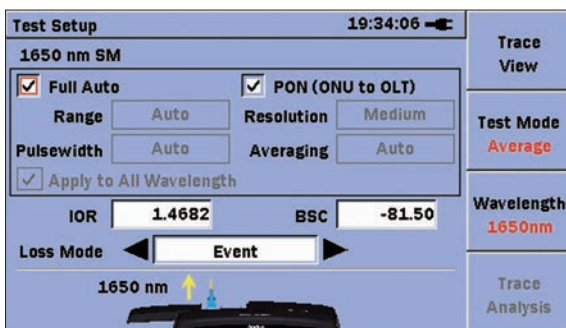 Test Setup 19:34:06
1650 nm SM
Full Auto PON (ONU to OLT)
Range Auto Resolution Medium
Pulsewidth Auto Averaging Auto
Apply to All Wavelength
IOR 1.4682 BSC -81.50
Loss Mode Event
1650 nm
Trace
View
Test Mode
Average
Wavelength
1650nm
Trace
Analysis